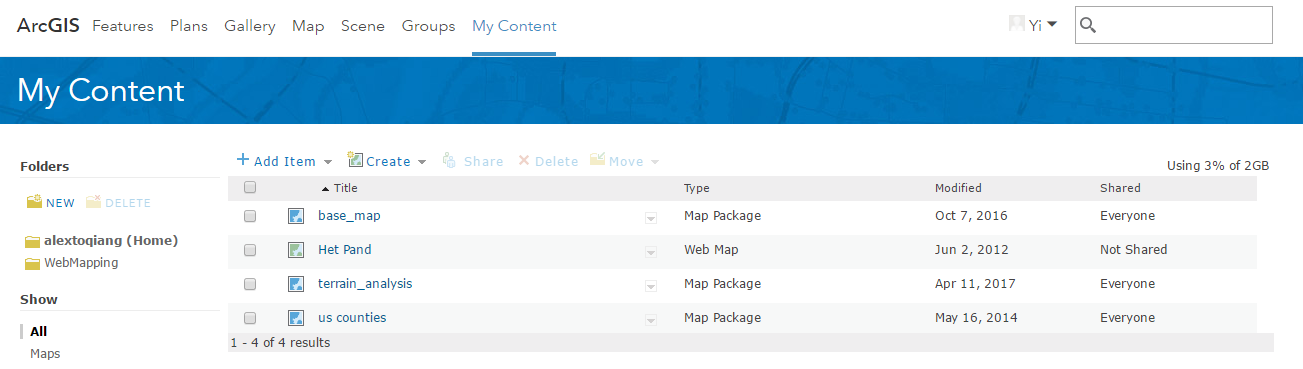 ArcGIS Features Plans Gallery Map Scene Groups My Content Yi
My Content
Folders
NEW DELETE
alextoqiang (Home)
WebMapping
Show
All
Maps
Add Item Create Share Delete Move
Using 3% of 2GB
Title Type Modified Shared
base_map Map Package Oct 7, 2016 Everyone
Het Pand Web Map Jun 2, 2012 Not Shared
terrain_analysis Map Package Apr 11, 2017 Everyone
us counties Map Package May 16, 2014 Everyone
1 - 4 of 4 results